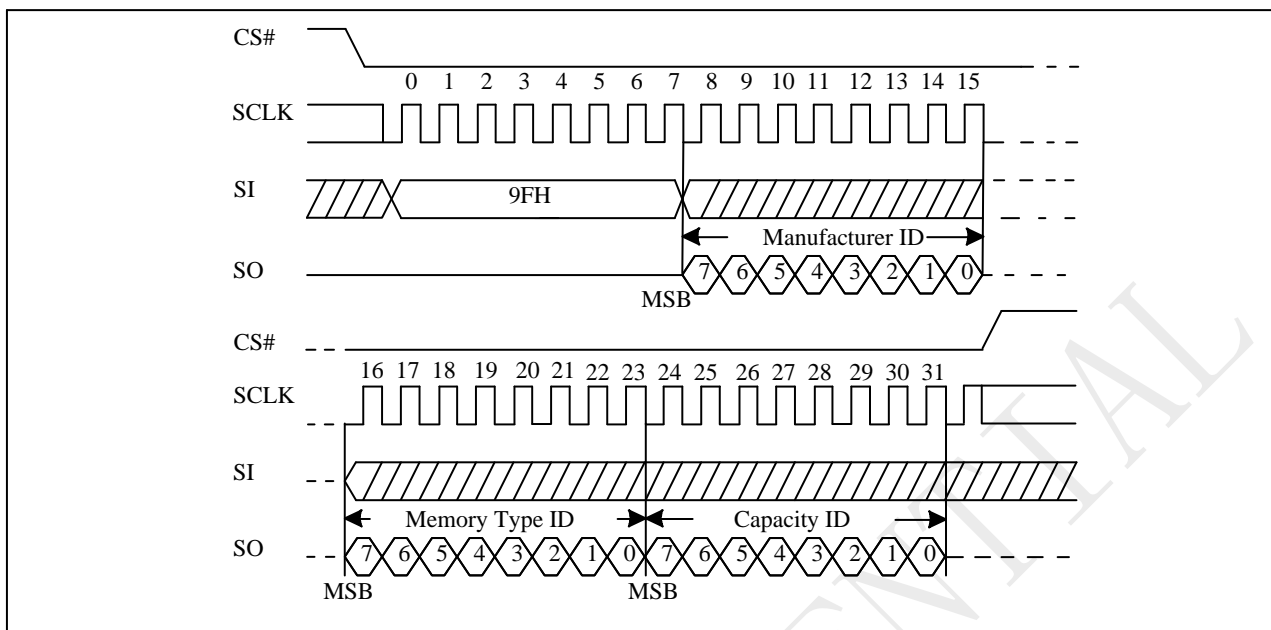 CS#
0 1 2 3 4 5 6 7 8 9 10 11 12 13 14 15
SCLK
SI 9FH
Manufacturer ID
SO 7 6 5 4 3 2 1 0
MSB
CS#
16 17 18 19 20 21 22 23 24 25 26 27 28 29 30 31
SCLK
SI
Memory Type ID Capacity ID
SO 7 6 5 4 3 2 1 0 7 6 5 4 3 2 1 0
MSB MSB